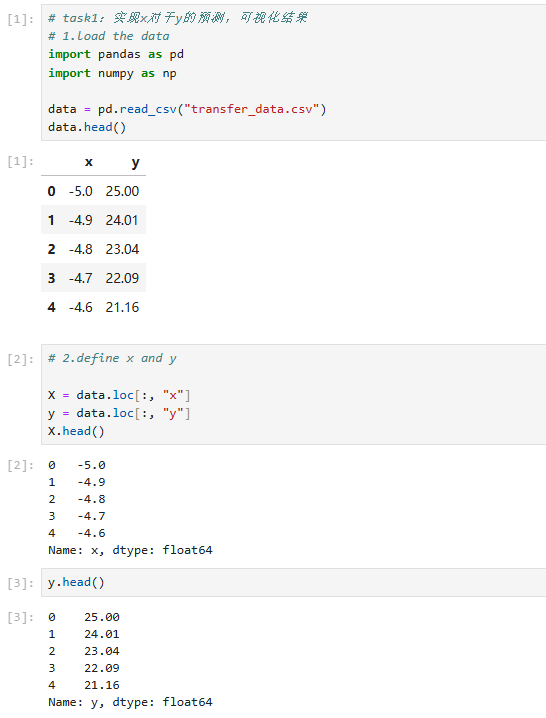 [1]: # task1：实现x对于y的预测，可视化结果
# 1.load the data
import pandas as pd
import numpy as np
data = pd.read_csv("transfer_data.csv")
data.head()
[1]: x y
0 -5.0 25.00
1 -4.9 24.01
2 -4.8 23.04
3 -4.7 22.09
4 -4.6 21.16
[2]: # 2.define x and y
X = data.loc[:, "x"]
y = data.loc[:, "y"]
X.head()
[2]: 0 -5.0
1 -4.9
2 -4.8
3 -4.7
4 -4.6
Name: x, dtype: float64
[3]: y.head()
[3]: 0 25.00
1 24.01
2 23.04
3 22.09
4 21.16
Name: y, dtype: float64